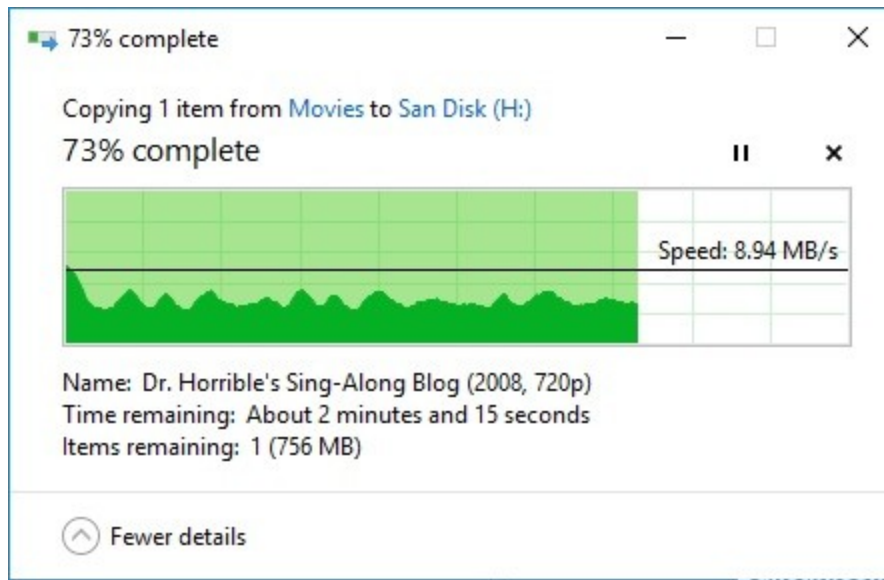 73% complete
Copying 1 item from Movies to San Disk (H:)
73% complete
Speed: 8.94 MB/s
Name: Dr. Horrible's Sing-Along Blog (2008, 720p)
Time remaining: About 2 minutes and 15 seconds
Items remaining: 1 (756 MB)
Fewer details